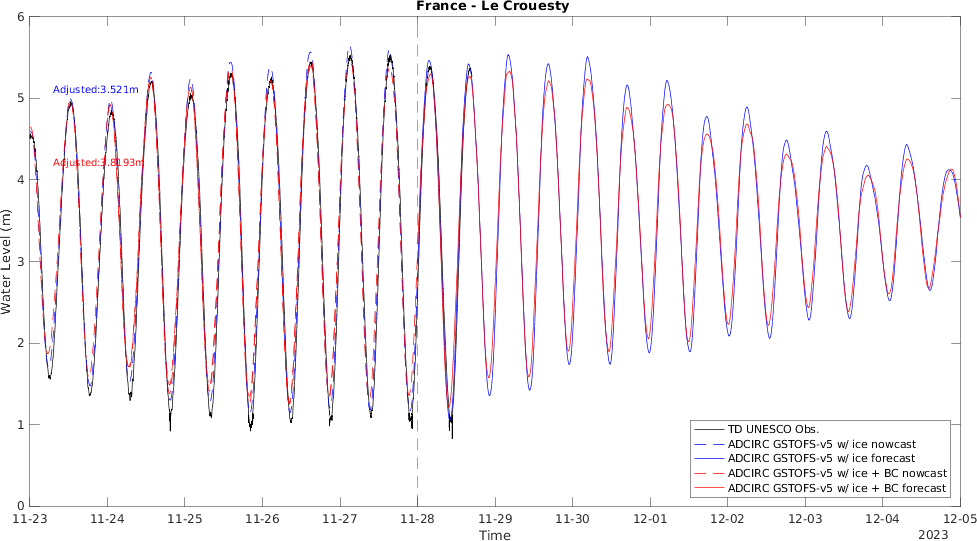 France - Le Crouesty
6
5
4
3
2
1
0
Water Level (m)
Adjusted:3.521m
Adjusted:3.8193m
TD UNESCO Obs.
ADCIRC GSTOFS-v5 w/ ice nowcast
ADCIRC GSTOFS-v5 w/ ice forecast
ADCIRC GSTOFS-v5 w/ ice + BC nowcast
ADCIRC GSTOFS-v5 w/ ice + BC forecast
11-23 11-24 11-25 11-26 11-27 11-28 11-29 11-30 12-01 12-02 12-03 12-04 12-05
Time
2023